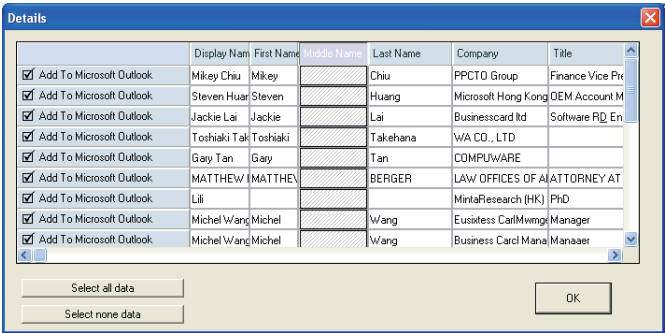 Details
Display Nam First Name Middle Name Last Name Company Title
Add To Microsoft Outlook Mikey Chiu Mikey Chiu PPCTO Group Finance Vice Pre
Add To Microsoft Outlook Steven Huar Steven Huang Microsoft Hong Kong OEM Account M
Add To Microsoft Outlook Jackie Lai Jackie Lai Businesscard ltd Software RD En
Add To Microsoft Outlook Toshiaki Tak Toshiaki Takehana WA CO., LTD
Add To Microsoft Outlook Gary Tan Gary Tan COMPUWARE
Add To Microsoft Outlook MATTHEW MATTHEW BERGER LAW OFFICES OF ATTORNEY AT
Add To Microsoft Outlook Lili MintaResearch (HK) PhD
Add To Microsoft Outlook Michel Wang Michel Wang Eusixtess CarlMwmge Manager
Add To Microsoft Outlook Michel Wang Michel Wang Business Carcl Mana Manaaer
Select all data
OK
Select none data